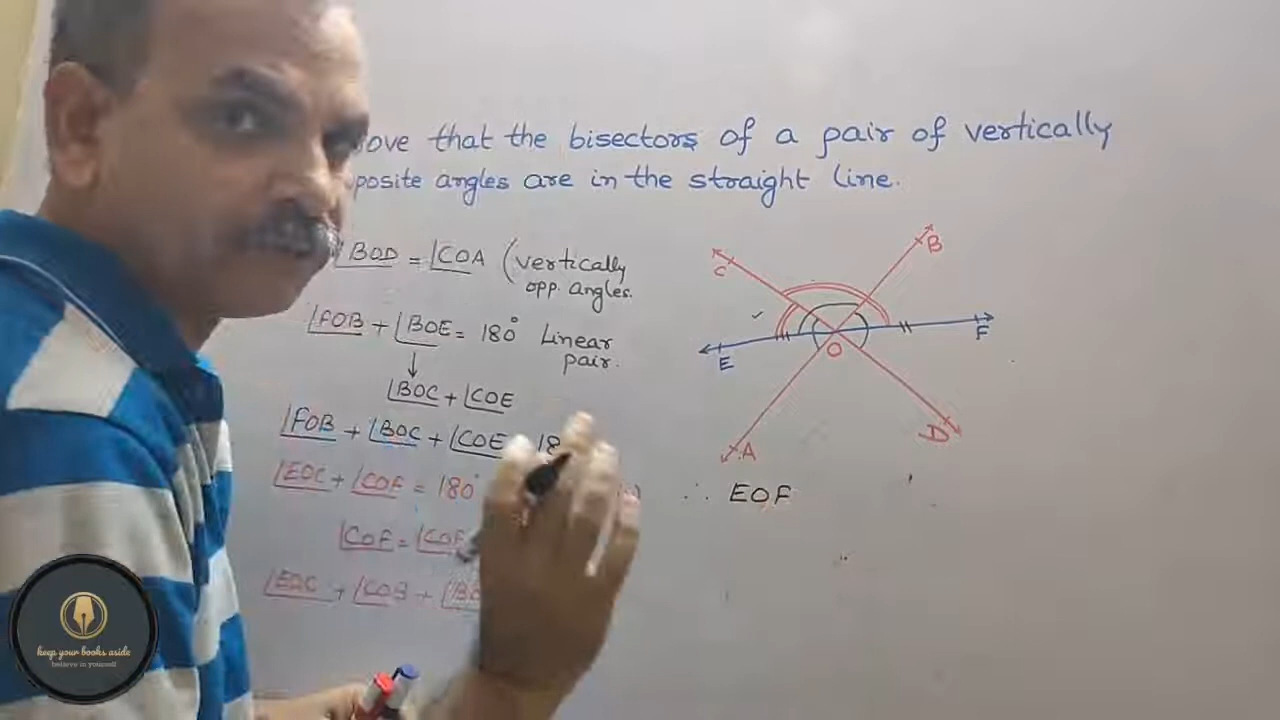 ove that the bisectors of a pair of vertically
posite angles are in the straight line.
∠BOD = ∠COA (vertically
opp. angles.
∠FOB + ∠BOE = 180° Linear
pair.
↓
∠BOC + ∠COE
∠FOB + ∠BOC + ∠COE 18
∠EOC + ∠COF = 180°
∠COF = ∠COF
∠EOC + ∠COB +
C
B
E
O
F
A
D
∴ EOF
keep your books aside
believe in yourself